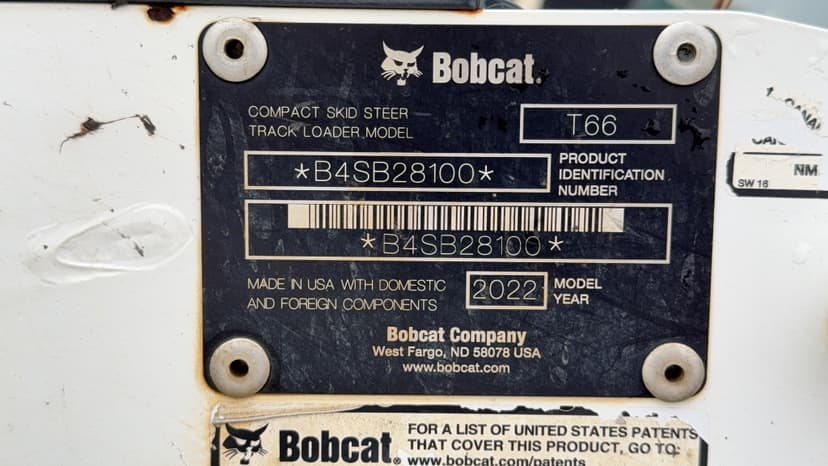 Bobcat.
COMPACT SKID STEER
TRACK LOADER, MODEL
T66
*B4SB28100*
PRODUCT
IDENTIFICATION
NUMBER
*B4SB28100*
MADE IN USA WITH DOMESTIC
AND FOREIGN COMPONENTS
2022
MODEL
YEAR
Bobcat Company
West Fargo, ND 58078 USA
www.bobcat.com
NM
SW 16
Bobcat.
FOR A LIST OF UNITED STATES PATENTS
THAT COVER THIS PRODUCT, GO TO:
www.bobcat.com/patents